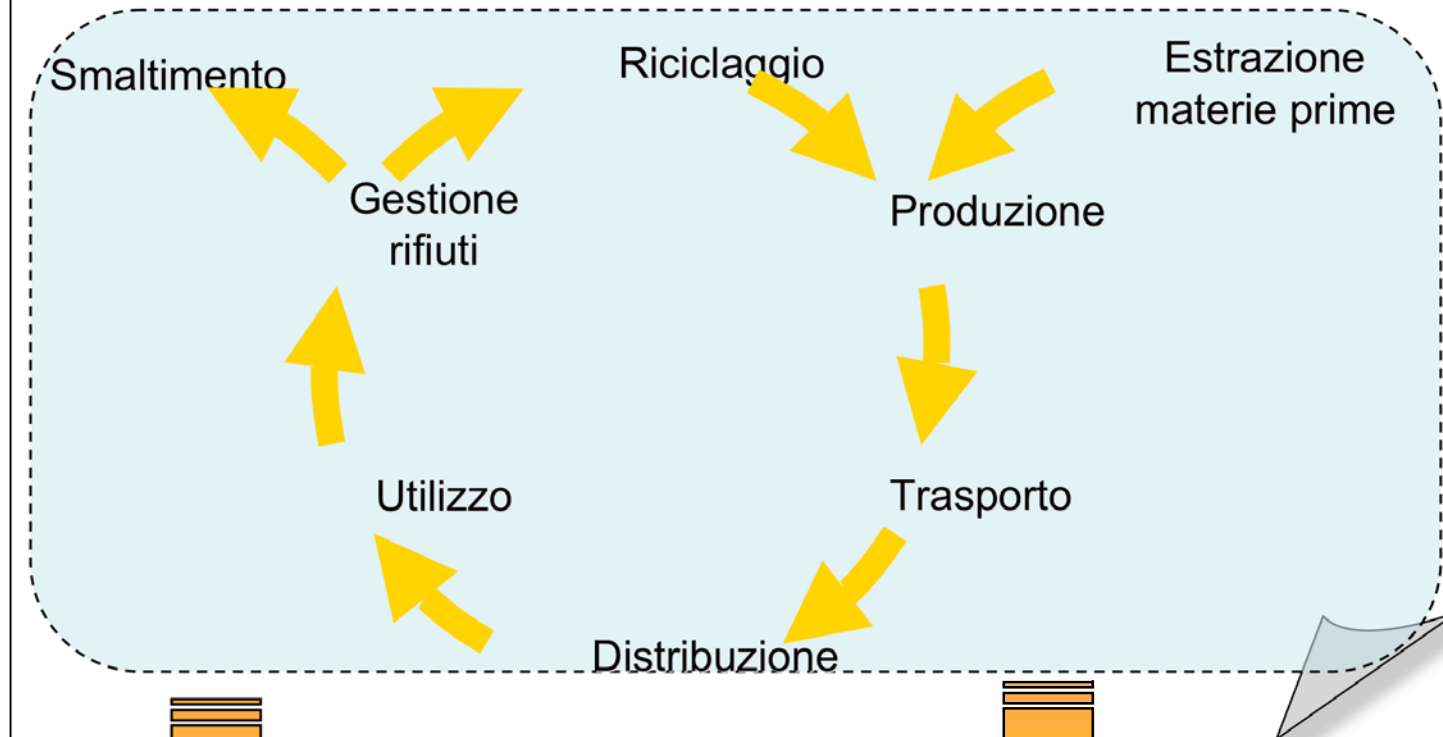 Smaltimento
Riciclaggio
Estrazione
materie prime
Gestione
rifiuti
Produzione
Utilizzo
Trasporto
Distribuzione